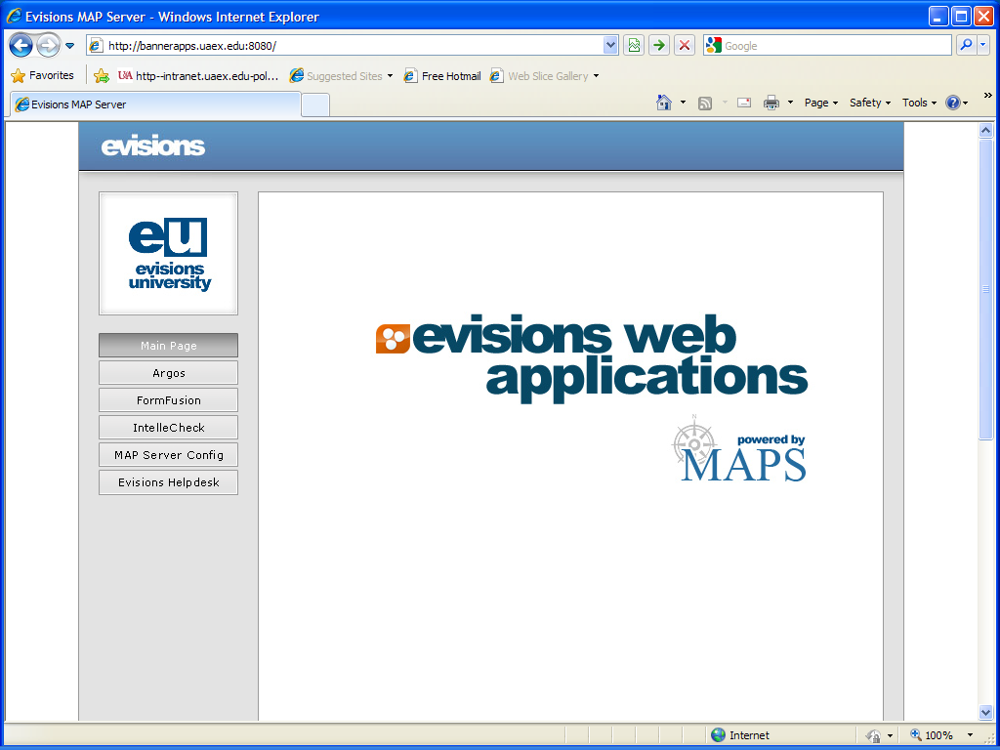 Evisions MAP Server - Windows Internet Explorer
http://bannerapps.uaex.edu:8080/
Google
Favorites
UA http--intranet.uaex.edu-pol...
Suggested Sites
Free Hotmail
Web Slice Gallery
Evisions MAP Server
Page
Safety
Tools
evisions
eu
evisions
university
Main Page
Argos
FormFusion
IntelleCheck
MAP Server Config
Evisions Helpdesk
evisions web
applications
N
powered by
MAPS
Internet
100%